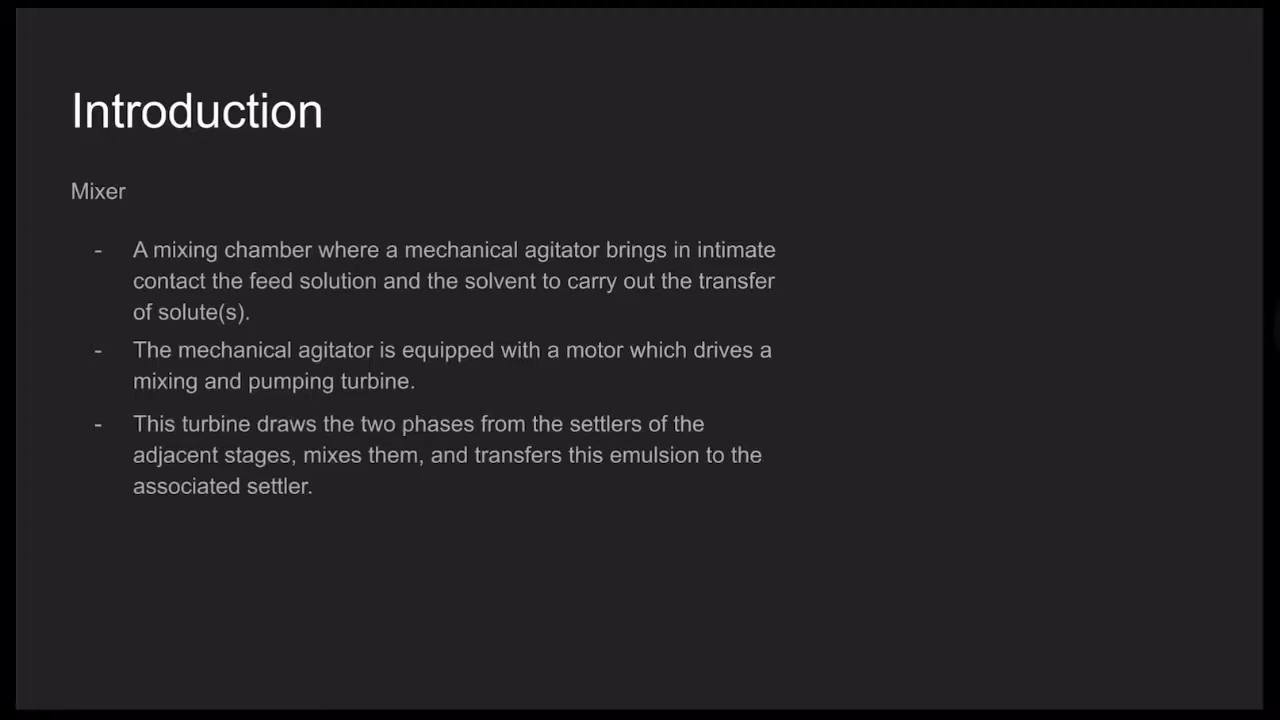 Introduction
Mixer
- A mixing chamber where a mechanical agitator brings in intimate
contact the feed solution and the solvent to carry out the transfer
of solute(s).
- The mechanical agitator is equipped with a motor which drives a
mixing and pumping turbine.
- This turbine draws the two phases from the settlers of the
adjacent stages, mixes them, and transfers this emulsion to the
associated settler.